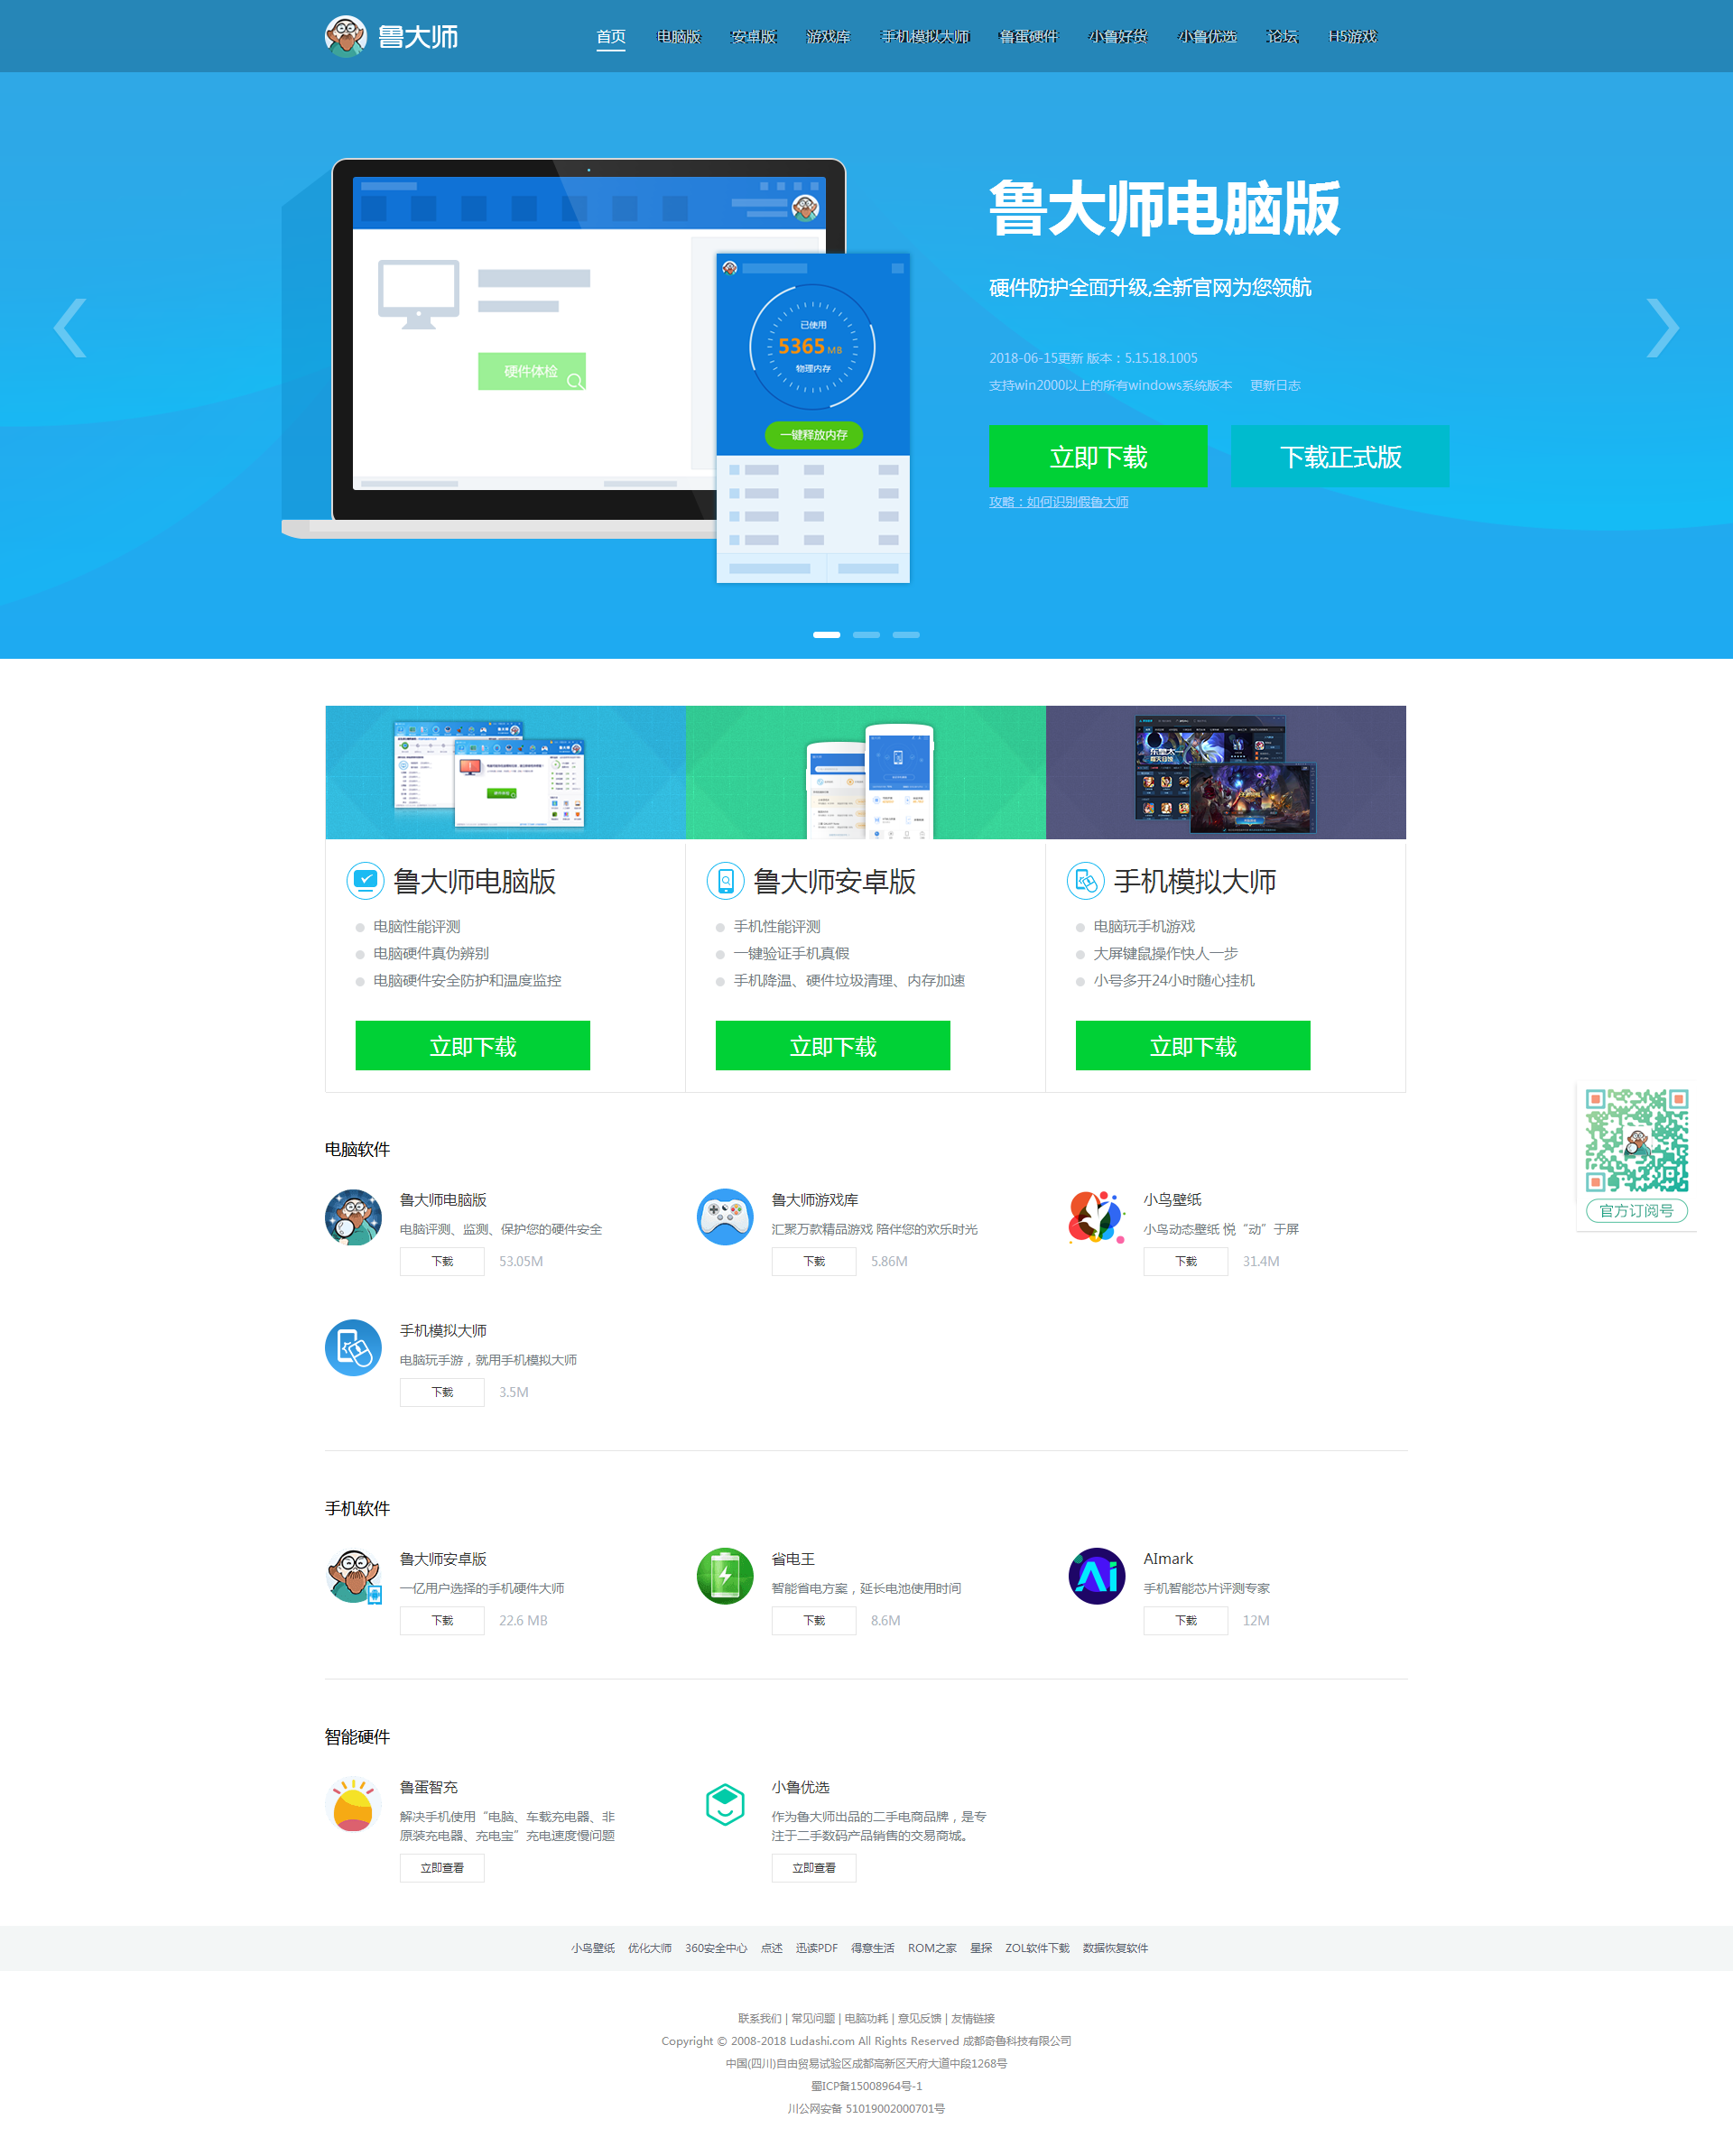 鲁大师
首页 电脑版 安卓版 游戏库 手机模拟大师 鲁蛋硬件 小鲁好货 小鲁优选 论坛 H5游戏
鲁大师电脑版
硬件防护全面升级,全新官网为您领航
已使用
5365MB
物理内存
硬件体检
一键释放内存
2018-06-15更新 版本：5.15.18.1005
支持win2000以上的所有windows系统版本 更新日志
立即下载 下载正式版
攻略：如何识别假鲁大师
鲁大师电脑版
电脑性能评测
电脑硬件真伪辨别
电脑硬件安全防护和温度监控
立即下载
鲁大师安卓版
手机性能评测
一键验证手机真假
手机降温、硬件垃圾清理、内存加速
立即下载
手机模拟大师
电脑玩手机游戏
大屏键鼠操作快人一步
小号多开24小时随心挂机
立即下载
官方订阅号
电脑软件
鲁大师电脑版
电脑评测、监测、保护您的硬件安全
下载 53.05M
鲁大师游戏库
汇聚万款精品游戏 陪伴您的欢乐时光
下载 5.86M
小鸟壁纸
小鸟动态壁纸 悦“动”于屏
下载 31.4M
手机模拟大师
电脑玩手游，就用手机模拟大师
下载 3.5M
手机软件
鲁大师安卓版
一亿用户选择的手机硬件大师
下载 22.6 MB
省电王
智能省电方案，延长电池使用时间
下载 8.6M
Ai
AImark
手机智能芯片评测专家
下载 12M
智能硬件
鲁蛋智充
解决手机使用“电脑、车载充电器、非
原装充电器、充电宝”充电速度慢问题
立即查看
小鲁优选
作为鲁大师出品的二手电商品牌，是专
注于二手数码产品销售的交易商城。
立即查看
小鸟壁纸 优化大师 360安全中心 点述 迅读PDF 得意生活 ROM之家 星探 ZOL软件下载 数据恢复软件
联系我们 | 常见问题 | 电脑功耗 | 意见反馈 | 友情链接
Copyright © 2008-2018 Ludashi.com All Rights Reserved 成都奇鲁科技有限公司
中国(四川)自由贸易试验区成都高新区天府大道中段1268号
蜀ICP备15008964号-1
川公网安备 51019002000701号